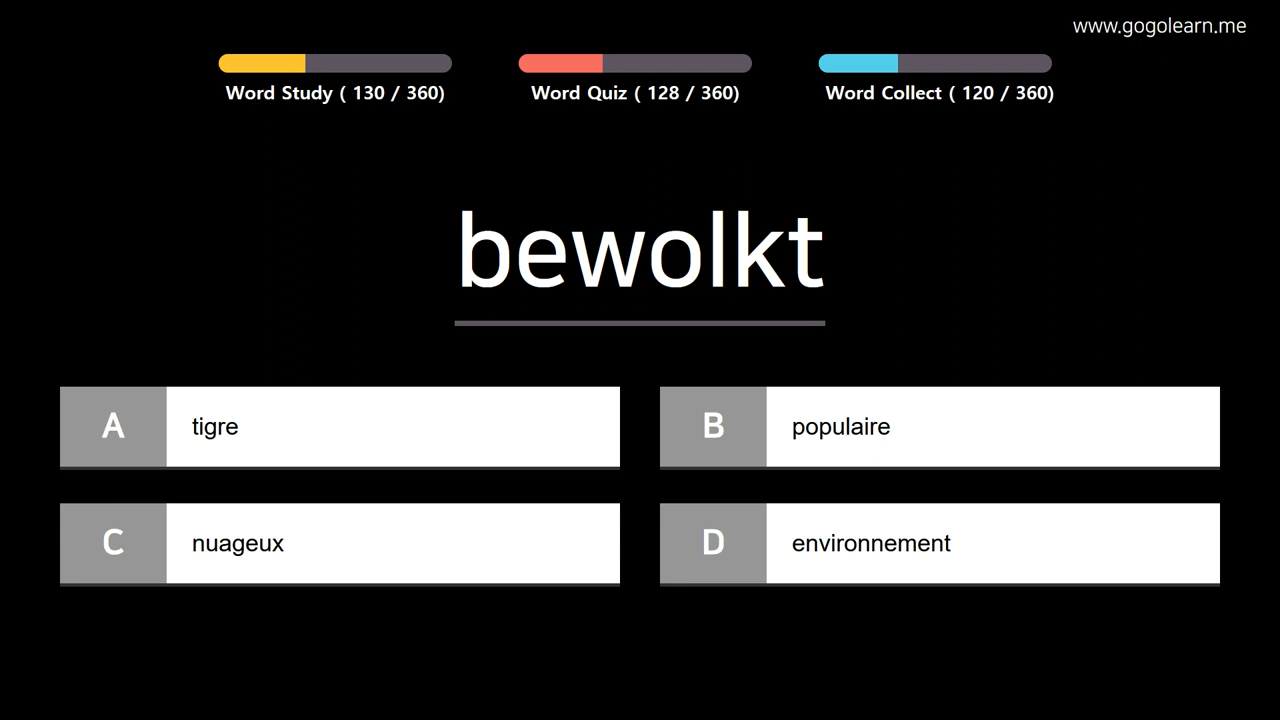 www.gogolearn.me
Word Study ( 130 / 360)
Word Quiz ( 128 / 360)
Word Collect ( 120 / 360)
bewolkt
A
tigre
B
populaire
C
nuageux
D
environnement